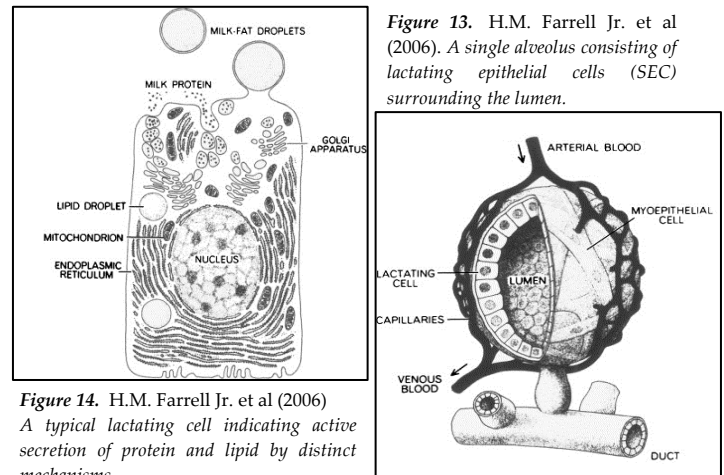 MILK-FAT DROPLETS
MILK PROTEIN
GOLGI
APPARATUS
LIPID DROPLET
MITOCHONDRION
NUCLEUS
ENDOPLASMIC
RETICULUM
Figure 14. H.M. Farrell Jr. et al (2006)
A typical lactating cell indicating active
secretion of protein and lipid by distinct
mechanisms
Figure 13. H.M. Farrell Jr. et al
(2006). A single alveolus consisting of
lactating epithelial cells (SEC)
surrounding the lumen.
ARTERIAL BLOOD
MYOEPITHELIAL
CELL
LACTATING
CELL
LUMEN
CAPILLARIES
VENOUS
BLOOD
DUCT